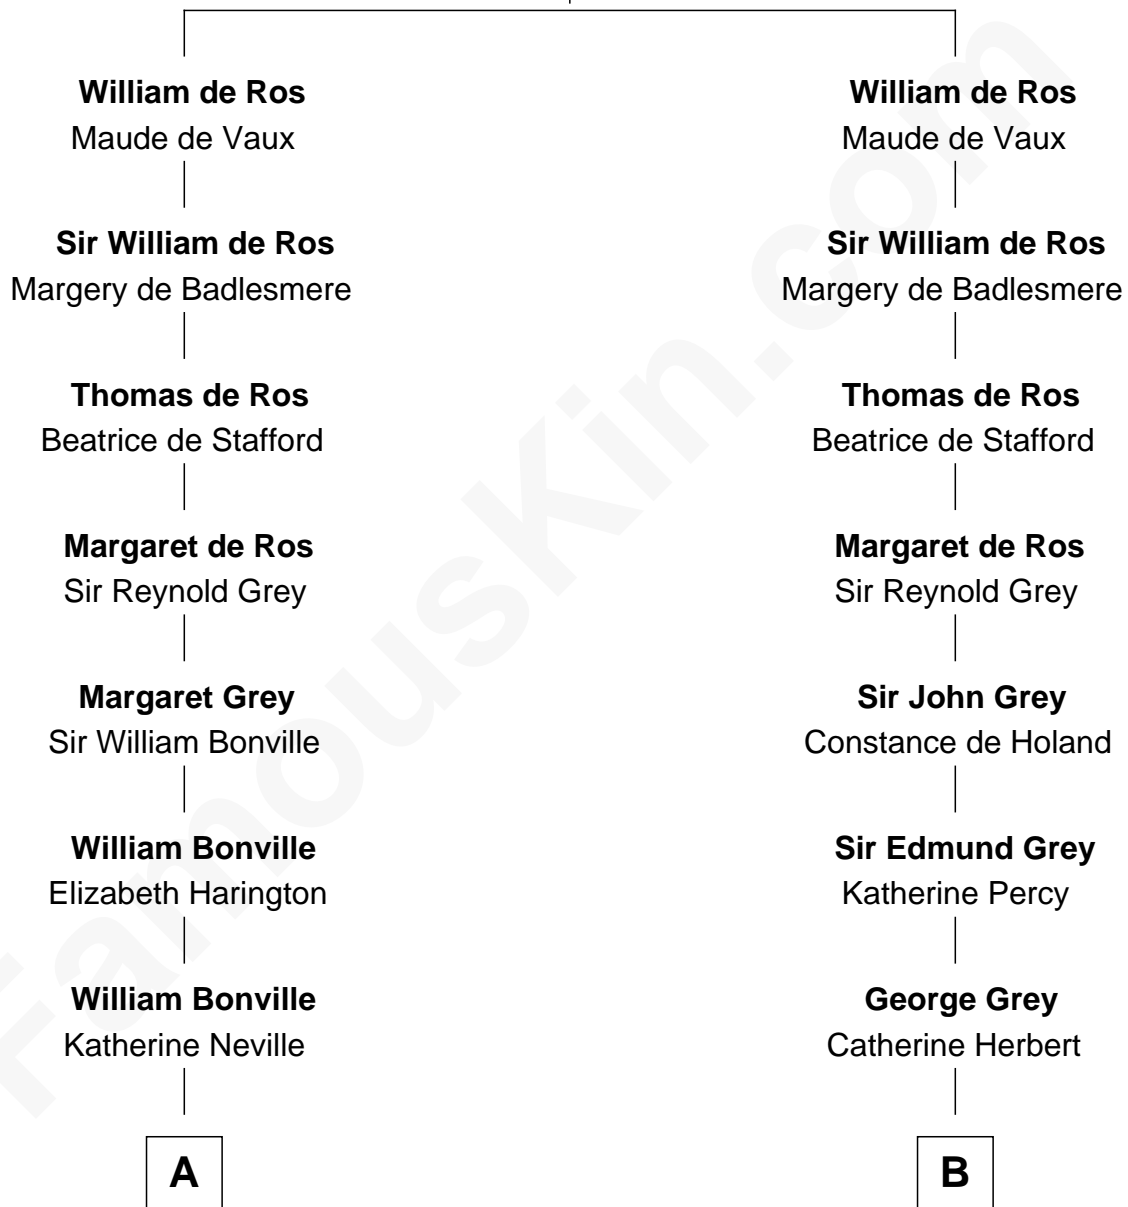 William de Ros
Maude de Vaux
Sir William de Ros
Margery de Badlesmere
Thomas de Ros
Beatrice de Stafford
Margaret de Ros
Sir Reynold Grey
Margaret Grey
Sir William Bonville
William Bonville
Elizabeth Harington
William Bonville
Katherine Neville
A
William de Ros
Maude de Vaux
Sir William de Ros
Margery de Badlesmere
Thomas de Ros
Beatrice de Stafford
Margaret de Ros
Sir Reynold Grey
Sir John Grey
Constance de Holand
Sir Edmund Grey
Katherine Percy
George Grey
Catherine Herbert
B
FamousKin.com